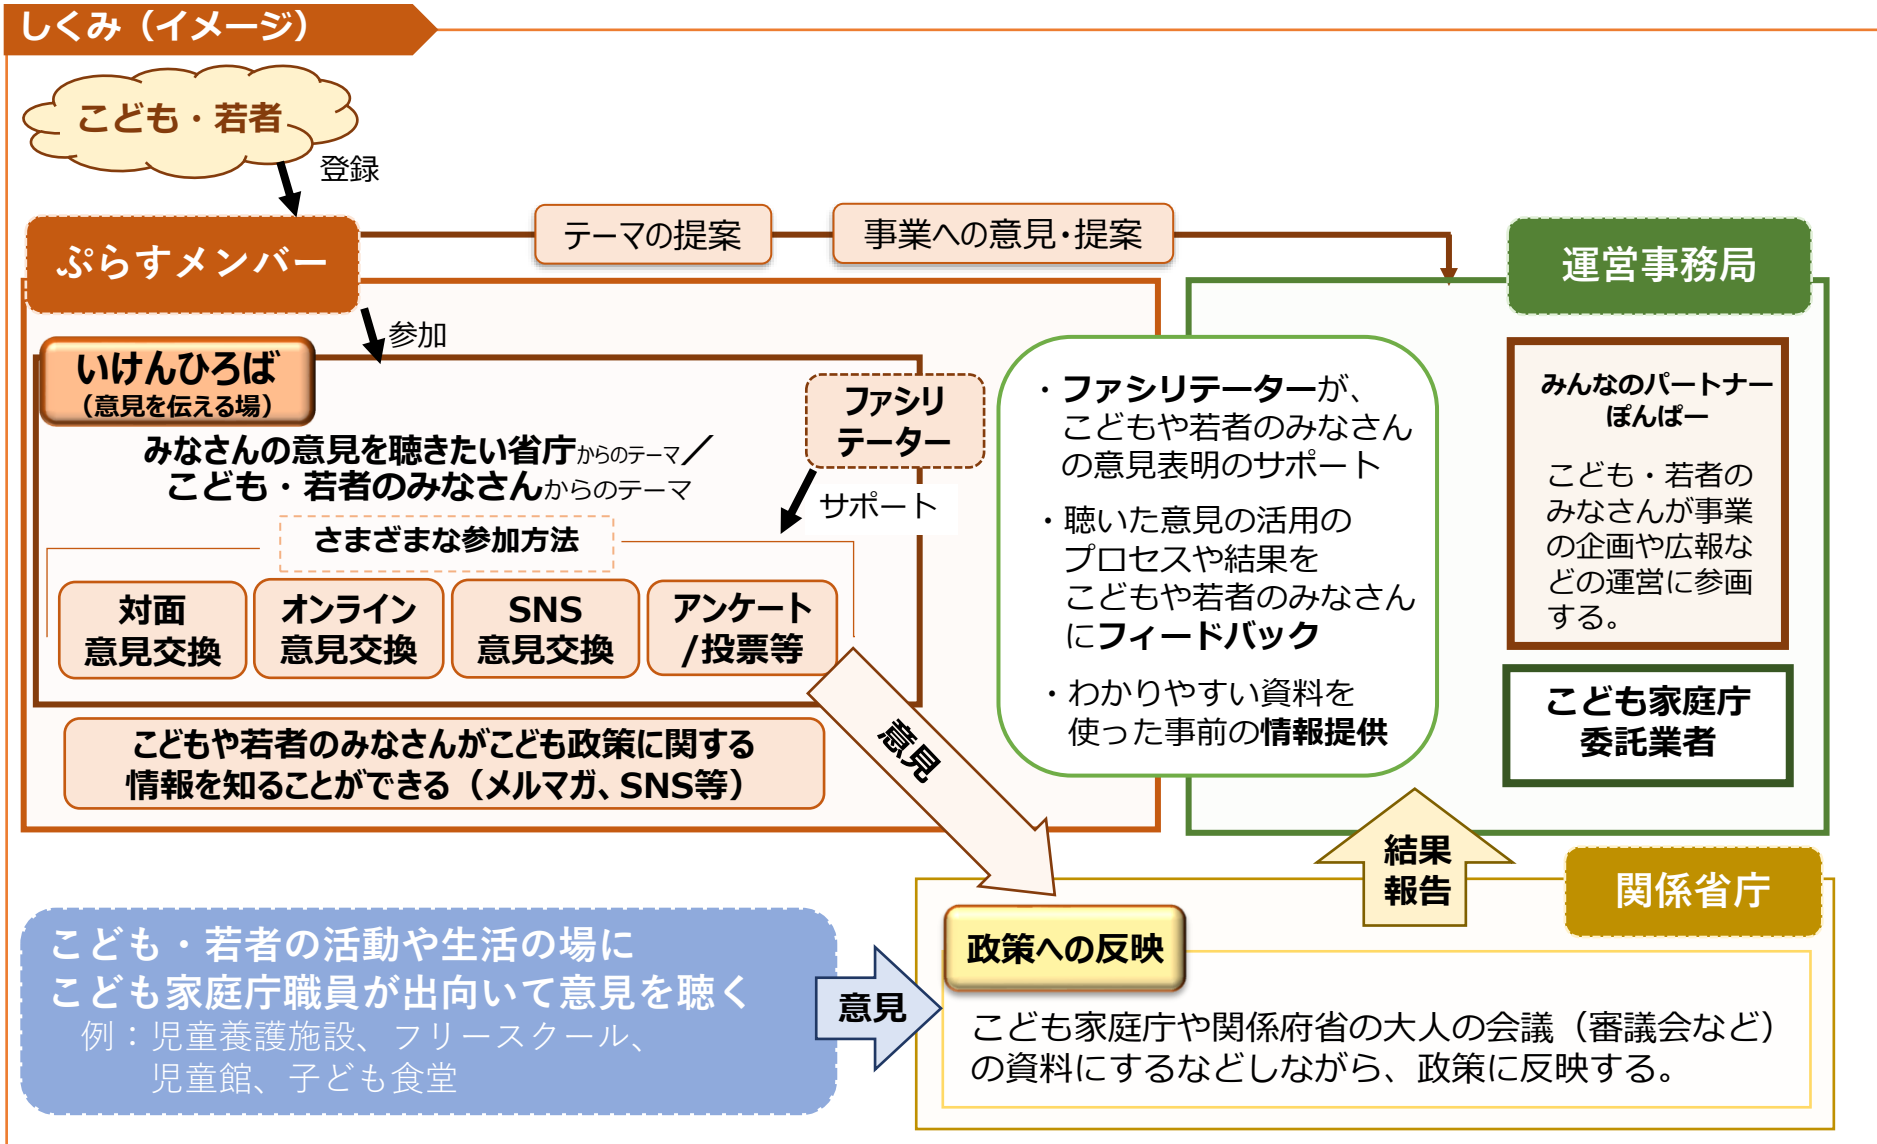 しくみ（イメージ）
こども・若者
登録
ぷらすメンバー
テーマの提案
事業への意見・提案
運営事務局
参加
いけんひろば
（意見を伝える場）
ファシリ
テーター
サポート
みなさんの意見を聴きたい省庁からのテーマ／
こども・若者のみなさんからのテーマ
さまざまな参加方法
対面
意見交換
オンライン
意見交換
SNS
意見交換
アンケート
/投票等
こどもや若者のみなさんがこども政策に関する
情報を知ることができる（メルマガ、SNS等）
意見
・ファシリテーターが、
こどもや若者のみなさん
の意見表明のサポート
・聴いた意見の活用の
プロセスや結果を
こどもや若者のみなさん
にフィードバック
・わかりやすい資料を
使った事前の情報提供
みんなのパートナー
ぽんぱー
こども・若者の
みなさんが事業
の企画や広報な
どの運営に参画
する。
こども家庭庁
委託業者
結果
報告
関係省庁
政策への反映
こども家庭庁や関係府省の大人の会議（審議会など）
の資料にするなどしながら、政策に反映する。
こども・若者の活動や生活の場に
こども家庭庁職員が出向いて意見を聴く
例：児童養護施設、フリースクール、
児童館、子ども食堂
意見